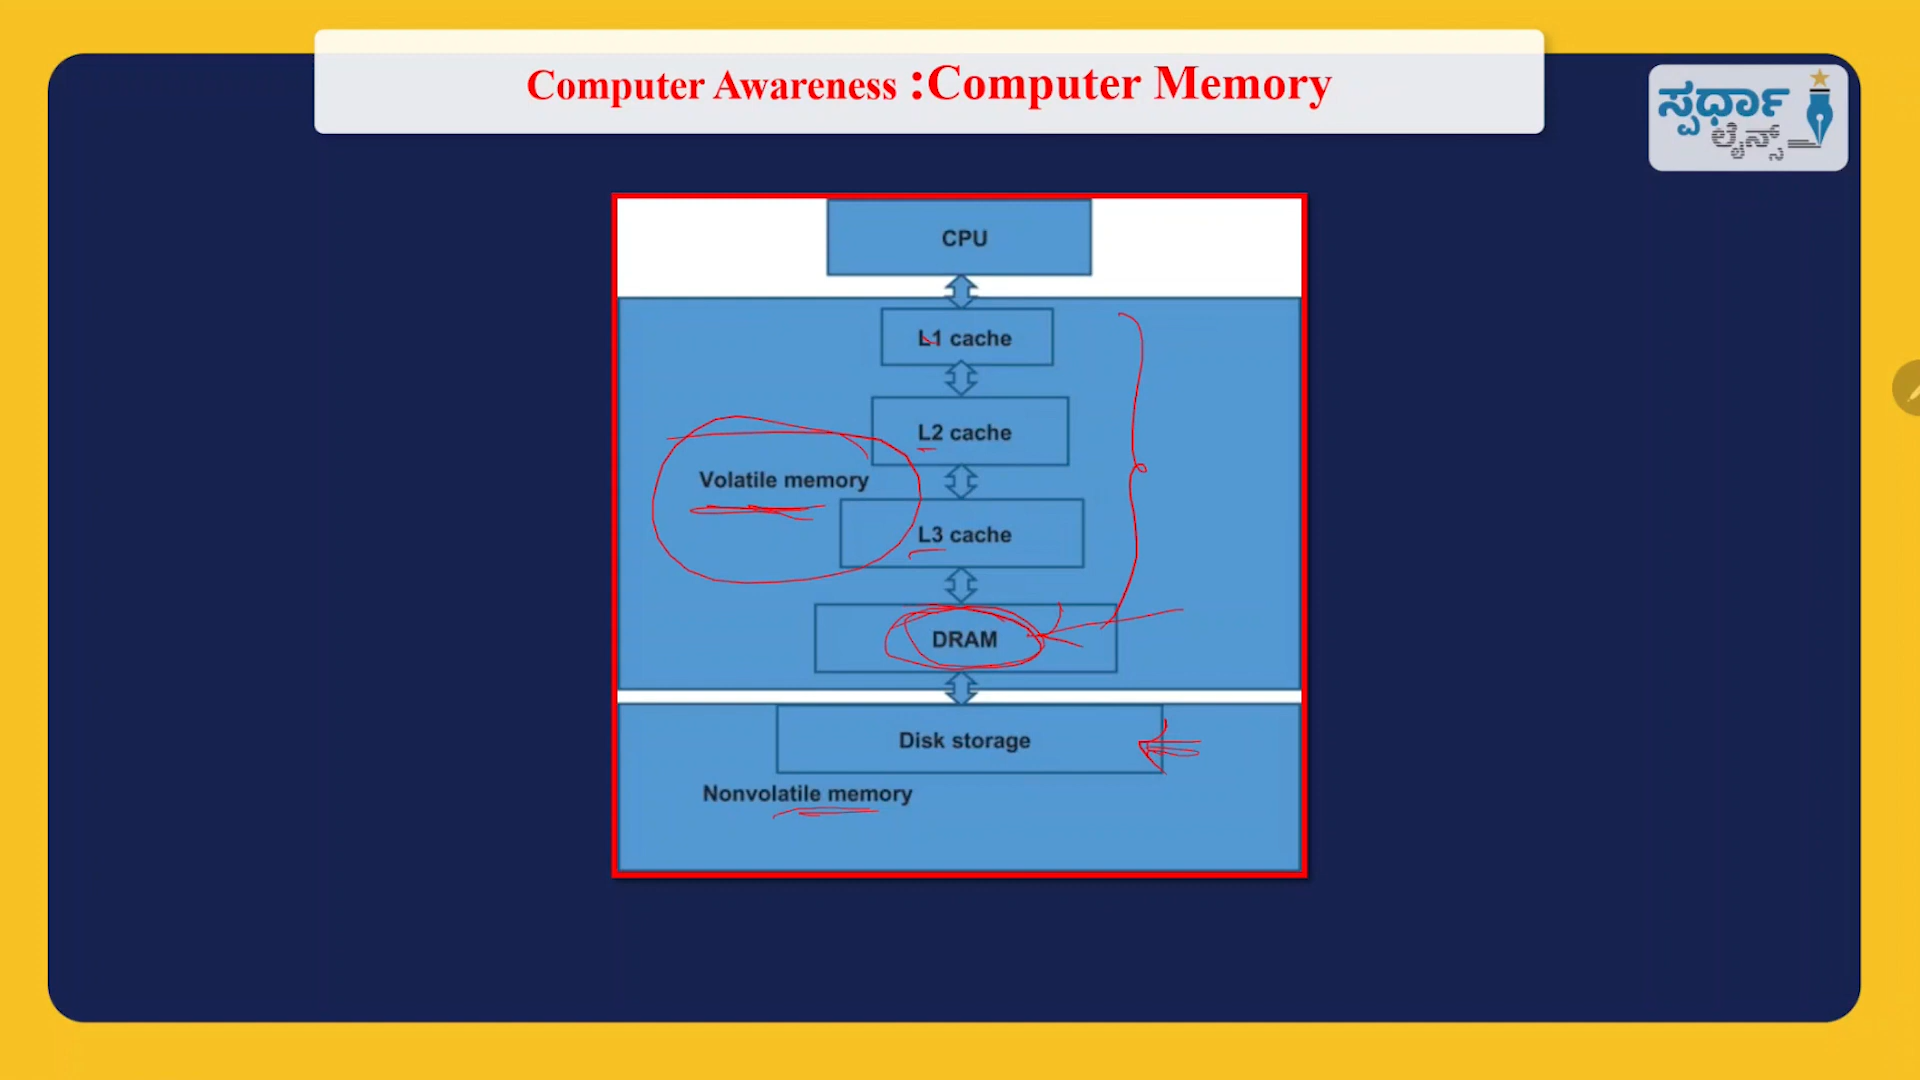 Computer Awareness :Computer Memory
ಸ್ಪರ್ಧಾ
ಲೈನ್ಸ್
CPU
L1 cache
L2 cache
Volatile memory
L3 cache
DRAM
Disk storage
Nonvolatile memory